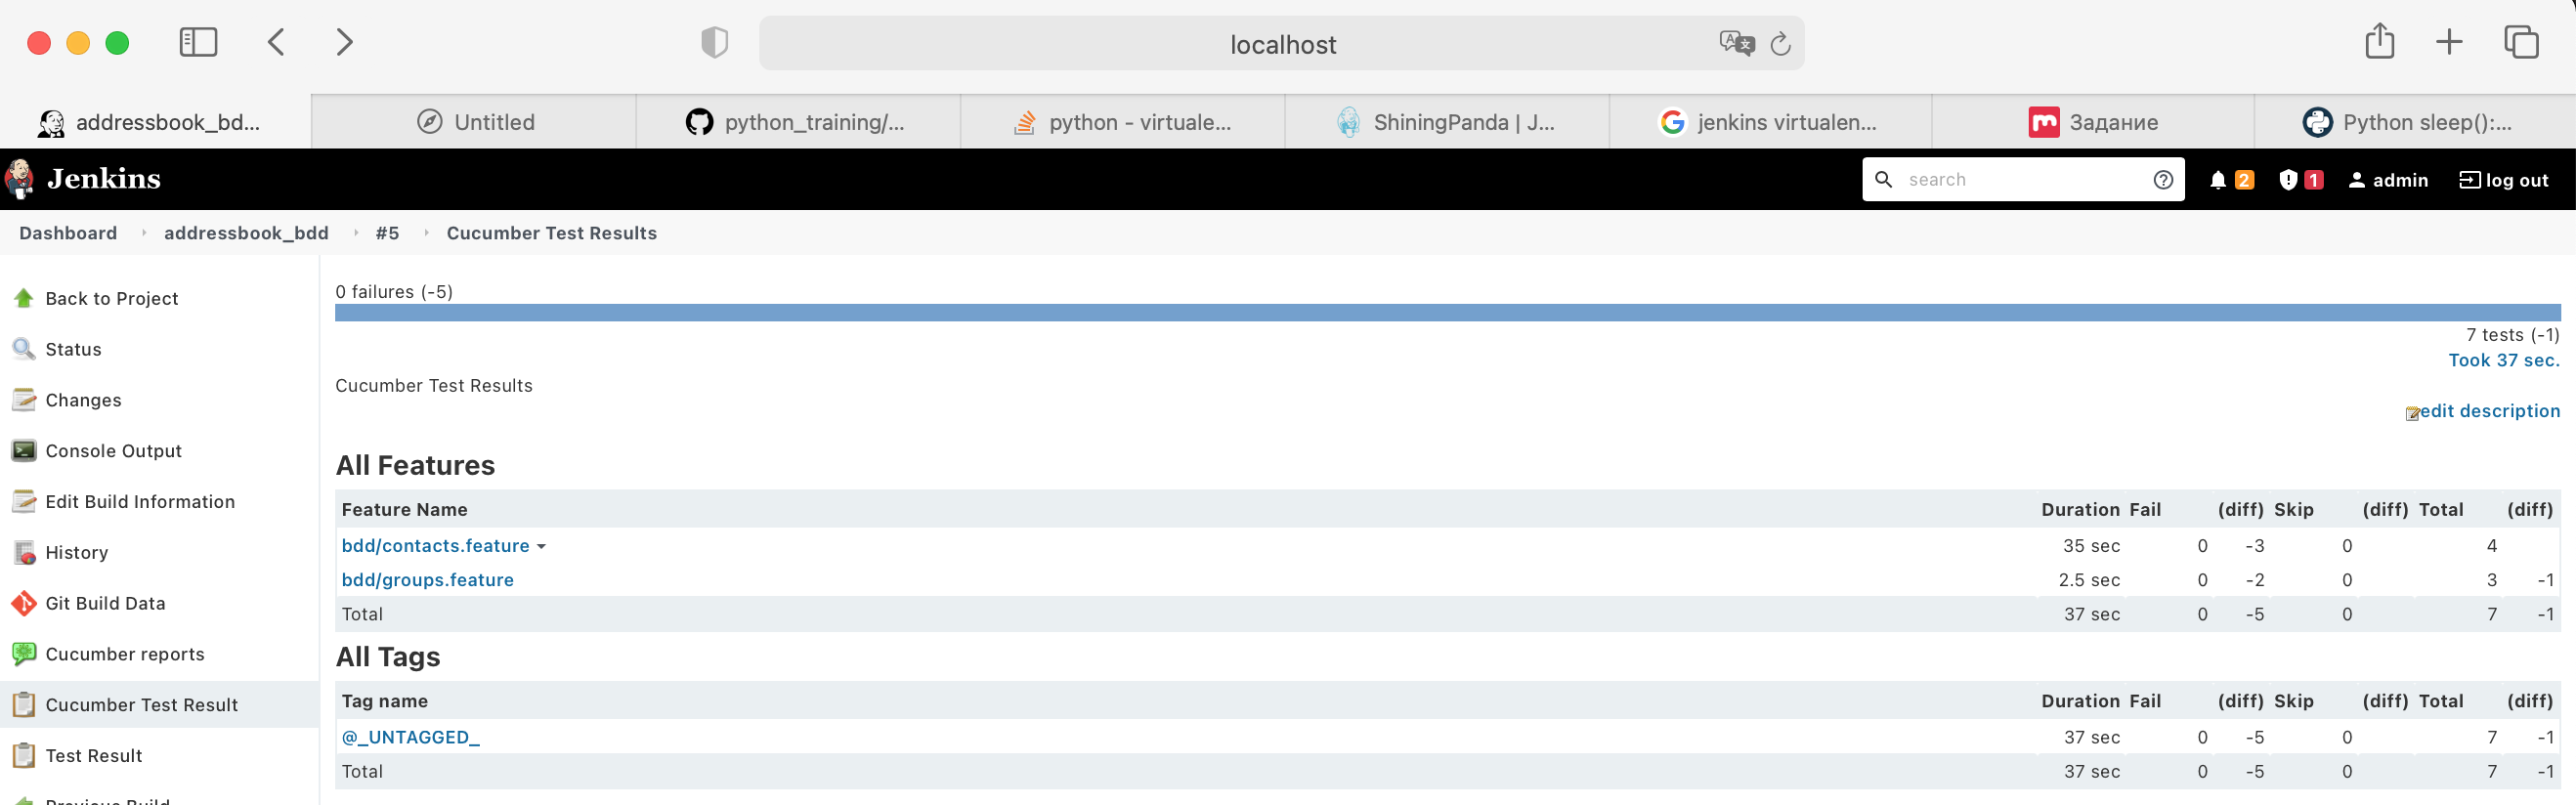 localhost
addressbook_bd...
Untitled
python_training/...
python - virtuale...
ShiningPanda | J...
jenkins virtualen...
Задание
Python sleep():...
Jenkins
search
2
1
admin
log out
Dashboard
addressbook_bdd
#5
Cucumber Test Results
Back to Project
Status
Changes
Console Output
Edit Build Information
History
Git Build Data
Cucumber reports
Cucumber Test Result
Test Result
Previous Build
0 failures (-5)
7 tests (-1)
Took 37 sec.
Cucumber Test Results
edit description
All Features
Feature Name Duration Fail (diff) Skip (diff) Total (diff)
bdd/contacts.feature 35 sec 0 -3 0 4
bdd/groups.feature 2.5 sec 0 -2 0 3 -1
Total 37 sec 0 -5 0 7 -1
All Tags
Tag name Duration Fail (diff) Skip (diff) Total (diff)
@_UNTAGGED_ 37 sec 0 -5 0 7 -1
Total 37 sec 0 -5 0 7 -1